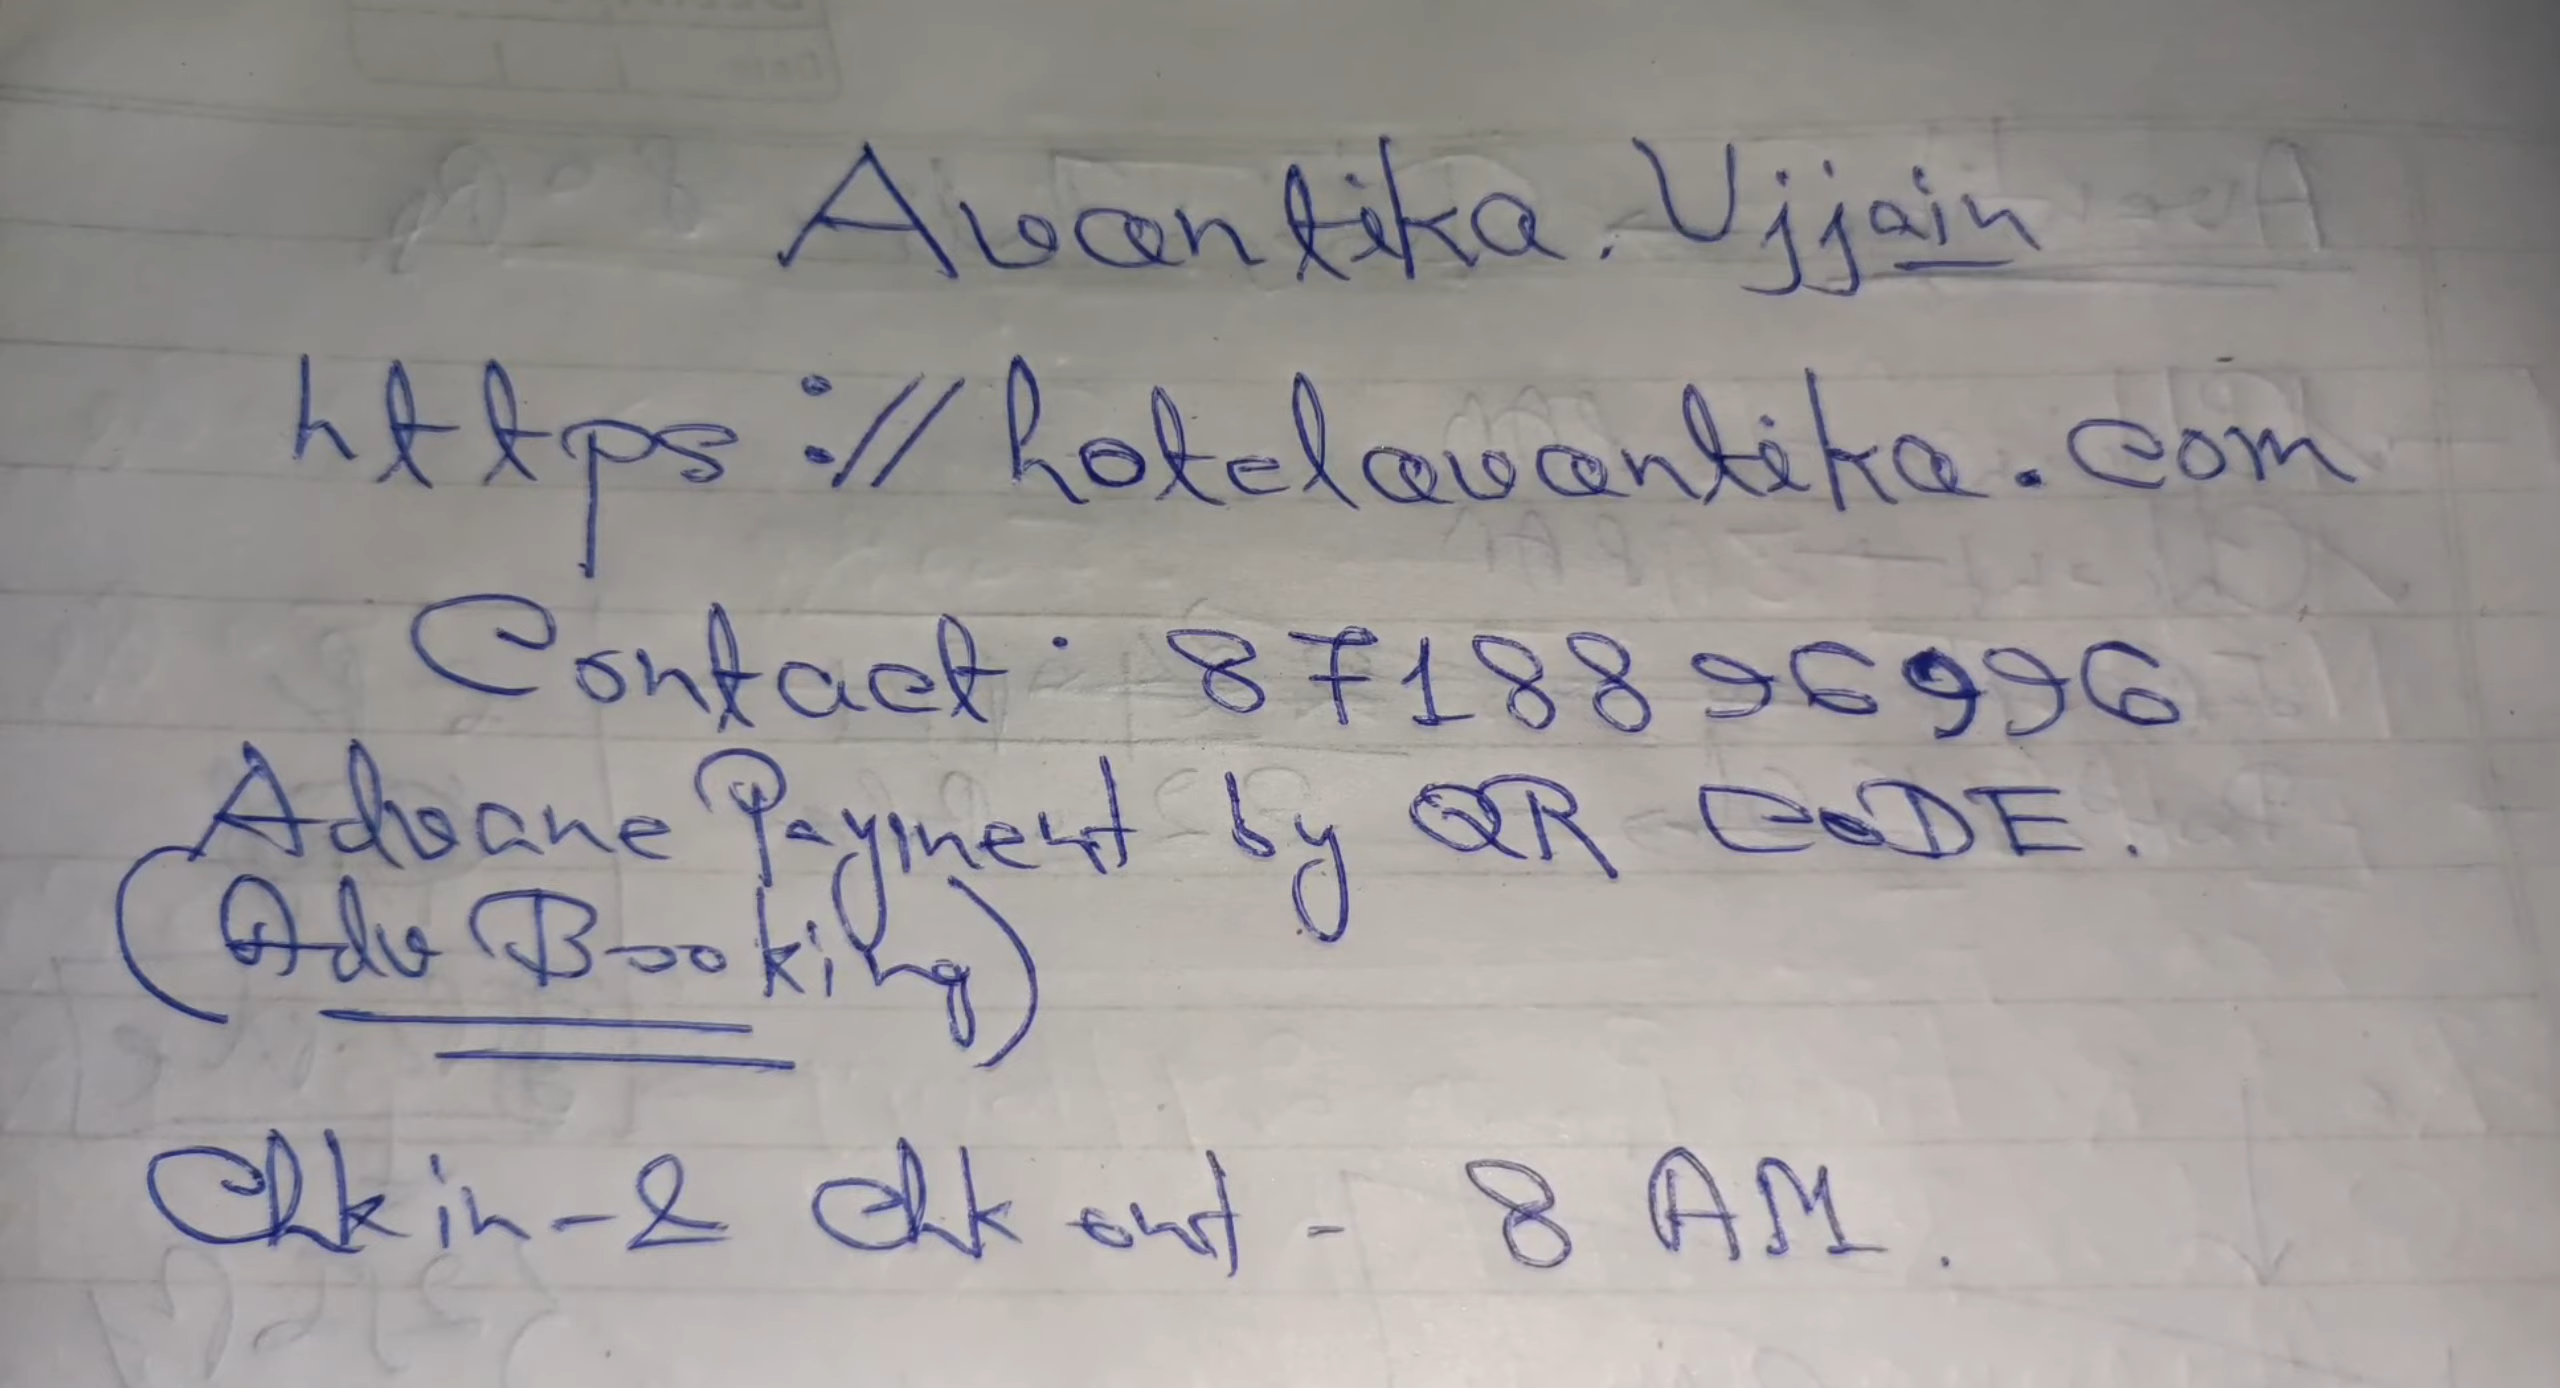 Avantika. Ujjain
https://hotelavantika.com
Contact : 8718896996
Advane Payment by QR CODE.
(Adv Booking)
Chk in - & Chk out - 8 AM.